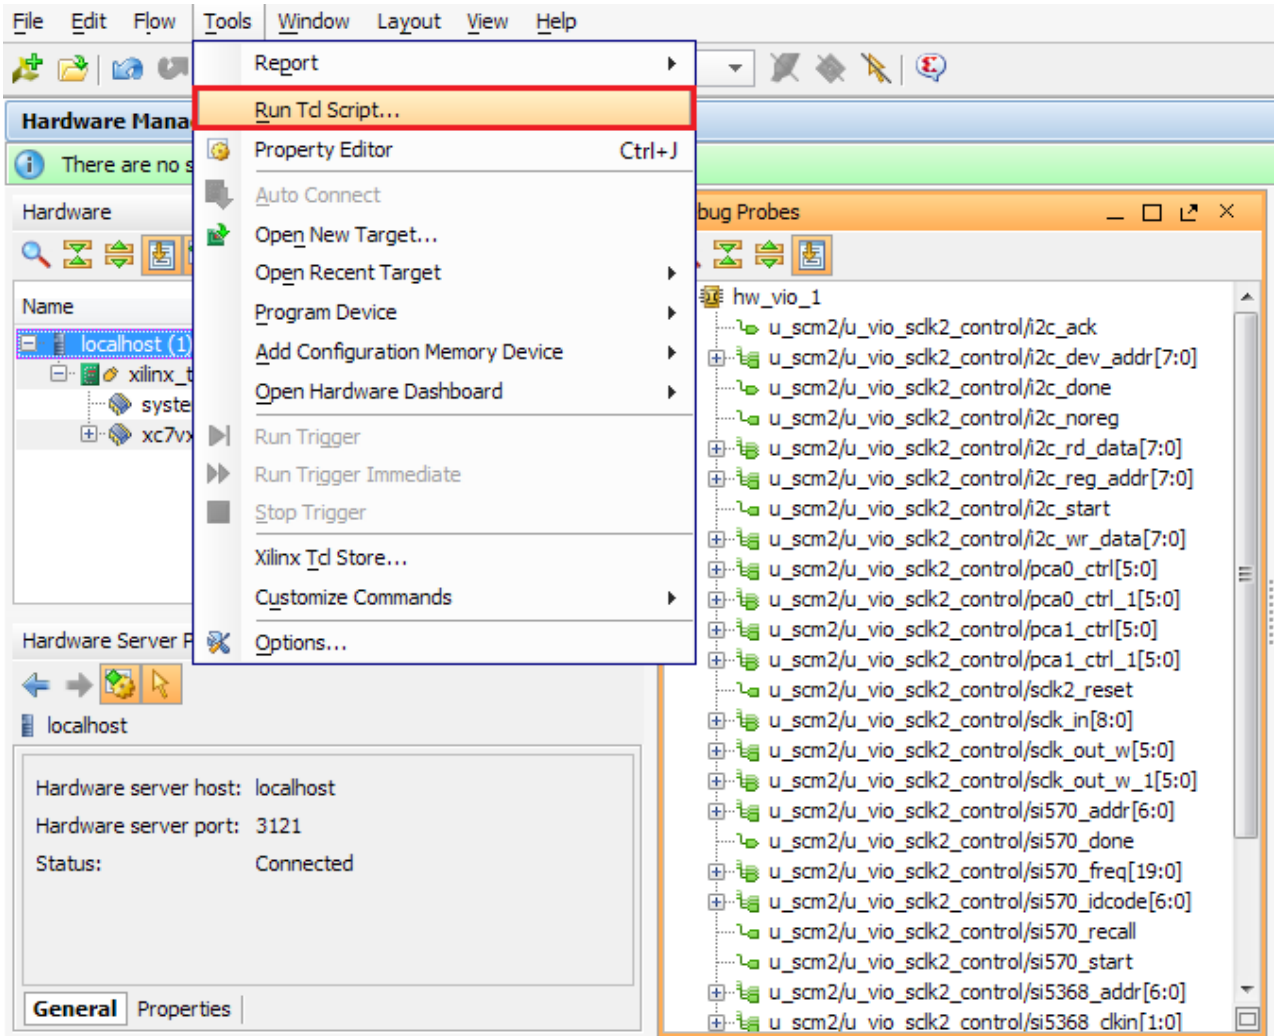 File Edit Flow Tools Window Layout View Help
Report
Run Tcl Script...
Hardware Mana
Property Editor Ctrl+J
There are no s
Auto Connect
Hardware
bug Probes
Open New Target...
Open Recent Target
Name
Program Device
localhost (1)
Add Configuration Memory Device
xilinx_t
Open Hardware Dashboard
syste
xc7vx
Run Trigger
Run Trigger Immediate
Stop Trigger
Xilinx Tcl Store...
Customize Commands
Options...
hw_vio_1
u_scm2/u_vio_sclk2_control/i2c_ack
u_scm2/u_vio_sclk2_control/i2c_dev_addr[7:0]
u_scm2/u_vio_sclk2_control/i2c_done
u_scm2/u_vio_sclk2_control/i2c_noreg
u_scm2/u_vio_sclk2_control/i2c_rd_data[7:0]
u_scm2/u_vio_sclk2_control/i2c_reg_addr[7:0]
u_scm2/u_vio_sclk2_control/i2c_start
u_scm2/u_vio_sclk2_control/i2c_wr_data[7:0]
u_scm2/u_vio_sclk2_control/pca0_ctrl[5:0]
u_scm2/u_vio_sclk2_control/pca0_ctrl_1[5:0]
u_scm2/u_vio_sclk2_control/pca1_ctrl[5:0]
u_scm2/u_vio_sclk2_control/pca1_ctrl_1[5:0]
u_scm2/u_vio_sclk2_control/sclk2_reset
u_scm2/u_vio_sclk2_control/sclk_in[8:0]
u_scm2/u_vio_sclk2_control/sclk_out_w[5:0]
u_scm2/u_vio_sclk2_control/sclk_out_w_1[5:0]
u_scm2/u_vio_sclk2_control/si570_addr[6:0]
u_scm2/u_vio_sclk2_control/si570_done
u_scm2/u_vio_sclk2_control/si570_freq[19:0]
u_scm2/u_vio_sclk2_control/si570_idcode[6:0]
u_scm2/u_vio_sclk2_control/si570_recall
u_scm2/u_vio_sclk2_control/si570_start
u_scm2/u_vio_sclk2_control/si5368_addr[6:0]
u_scm2/u_vio_sclk2_control/si5368_clkin[1:0]
Hardware Server P
localhost
Hardware server host: localhost
Hardware server port: 3121
Status: Connected
General Properties